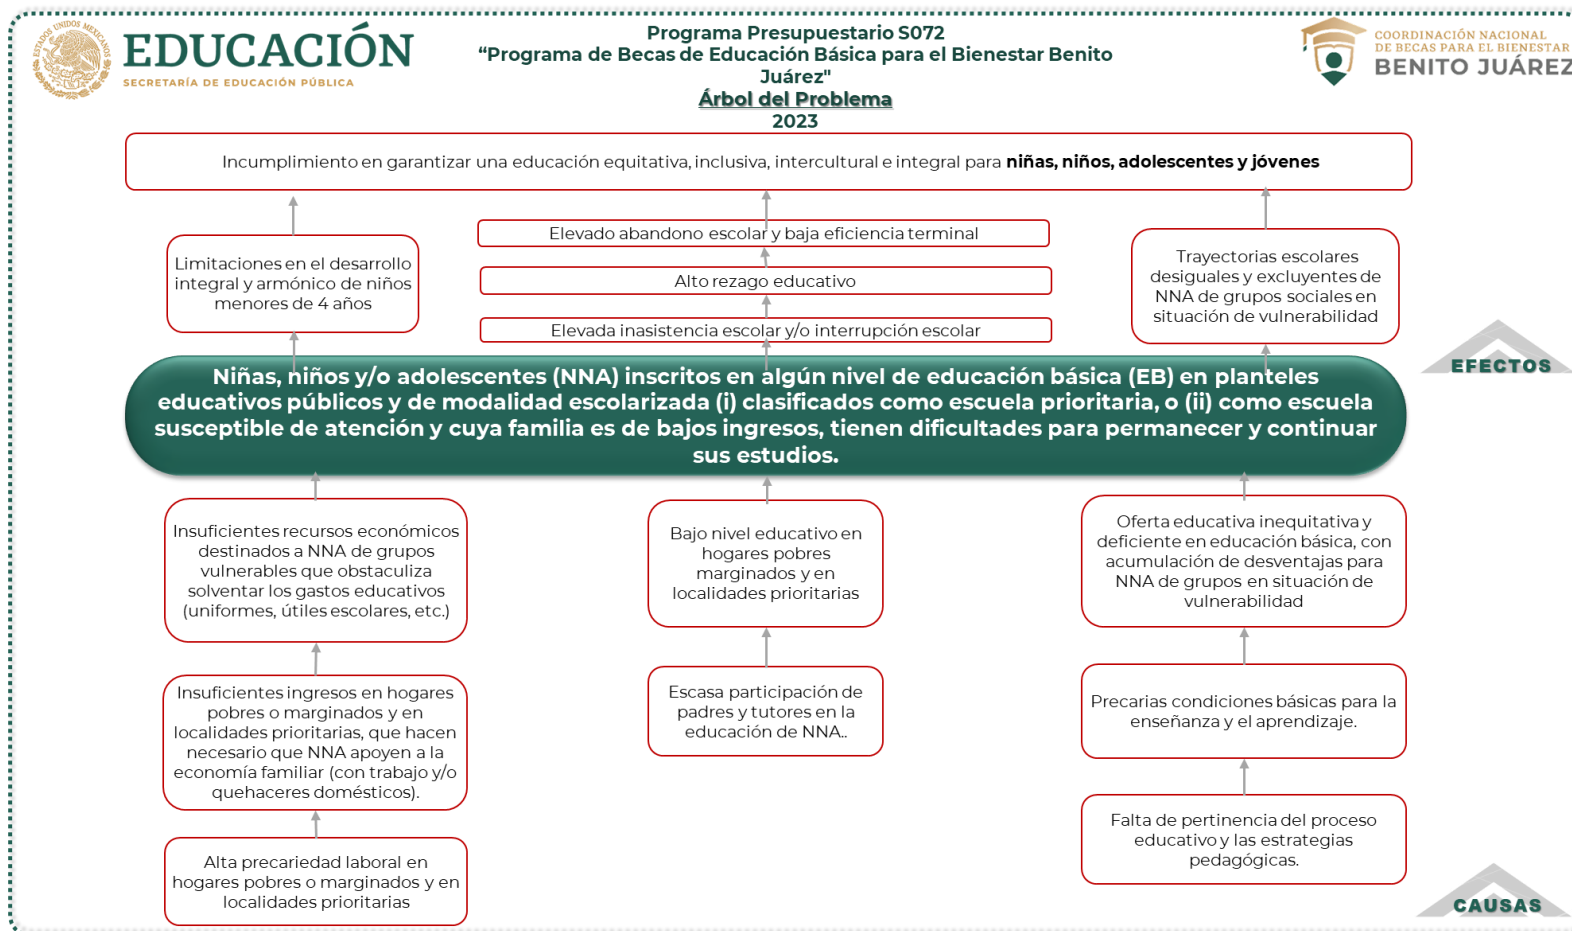 ESTADOS UNIDOS MEXICANOS
EDUCACIÓN
SECRETARÍA DE EDUCACIÓN PÚBLICA
Programa Presupuestario S072
“Programa de Becas de Educación Básica para el Bienestar Benito
Juárez"
Árbol del Problema
2023
COORDINACIÓN NACIONAL
DE BECAS PARA EL BIENESTAR
BENITO JUÁREZ
Incumplimiento en garantizar una educación equitativa, inclusiva, intercultural e integral para niñas, niños, adolescentes y jóvenes
Limitaciones en el desarrollo
integral y armónico de niños
menores de 4 años
Elevado abandono escolar y baja eficiencia terminal
Alto rezago educativo
Elevada inasistencia escolar y/o interrupción escolar
Trayectorias escolares
desiguales y excluyentes de
NNA de grupos sociales en
situación de vulnerabilidad
EFECTOS
Niñas, niños y/o adolescentes (NNA) inscritos en algún nivel de educación básica (EB) en planteles
educativos públicos y de modalidad escolarizada (i) clasificados como escuela prioritaria, o (ii) como escuela
susceptible de atención y cuya familia es de bajos ingresos, tienen dificultades para permanecer y continuar
sus estudios.
Insuficientes recursos económicos
destinados a NNA de grupos
vulnerables que obstaculiza
solventar los gastos educativos
(uniformes, útiles escolares, etc.)
Insuficientes ingresos en hogares
pobres o marginados y en
localidades prioritarias, que hacen
necesario que NNA apoyen a la
economía familiar (con trabajo y/o
quehaceres domésticos).
Alta precariedad laboral en
hogares pobres o marginados y en
localidades prioritarias
Bajo nivel educativo en
hogares pobres
marginados y en
localidades prioritarias
Escasa participación de
padres y tutores en la
educación de NNA..
Oferta educativa inequitativa y
deficiente en educación básica, con
acumulación de desventajas para
NNA de grupos en situación de
vulnerabilidad
Precarias condiciones básicas para la
enseñanza y el aprendizaje.
Falta de pertinencia del proceso
educativo y las estrategias
pedagógicas.
CAUSAS